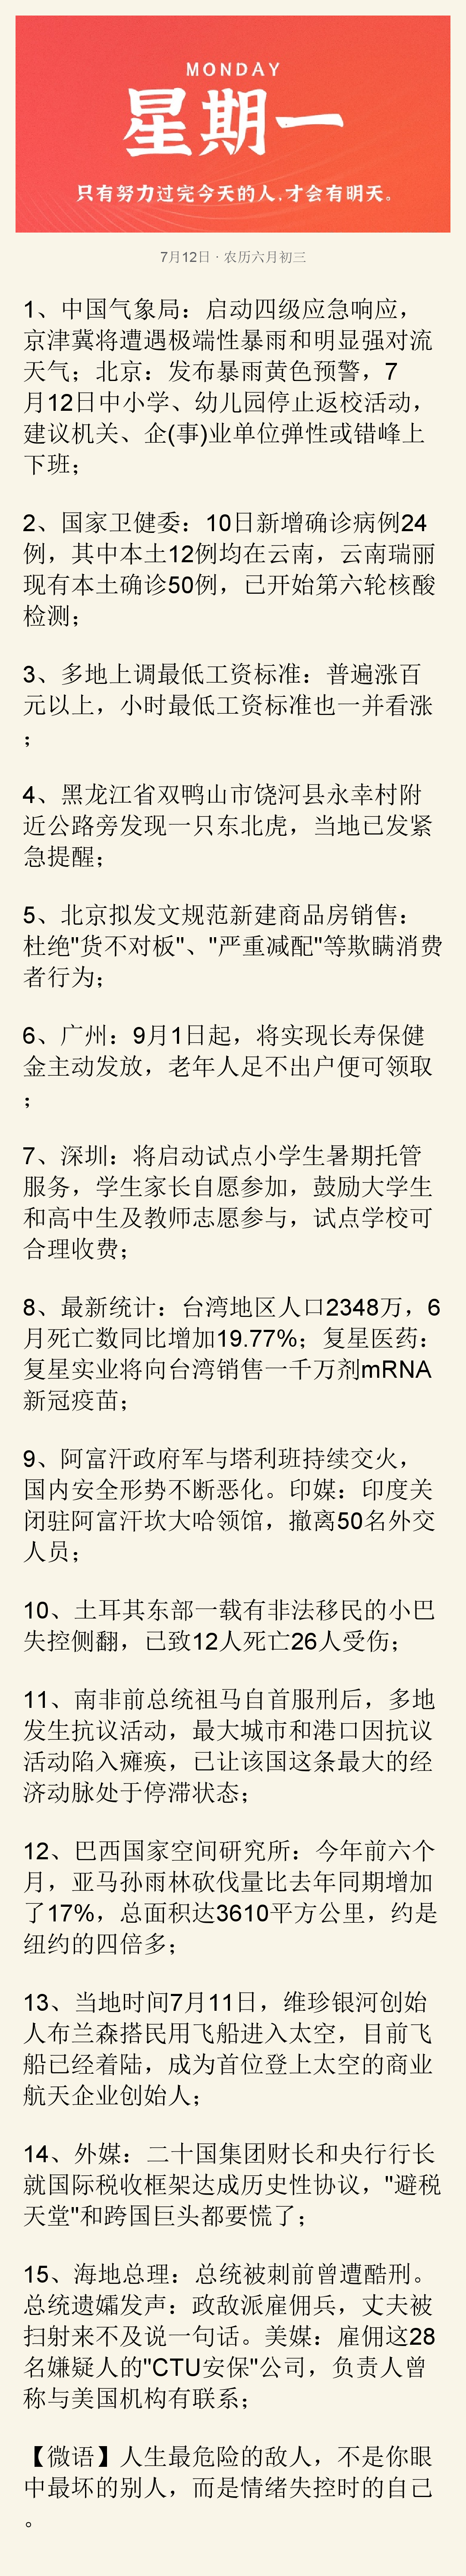 MONDAY
星期一
只有努力过完今天的人,才会有明天。
7月12日 · 农历六月初三
1、中国气象局：启动四级应急响应，
京津冀将遭遇极端性暴雨和明显强对流
天气；北京：发布暴雨黄色预警，7
月12日中小学、幼儿园停止返校活动，
建议机关、企(事)业单位弹性或错峰上
下班；
2、国家卫健委：10日新增确诊病例24
例，其中本土12例均在云南，云南瑞丽
现有本土确诊50例，已开始第六轮核酸
检测；
3、多地上调最低工资标准：普遍涨百
元以上，小时最低工资标准也一并看涨
；
4、黑龙江省双鸭山市饶河县永幸村附
近公路旁发现一只东北虎，当地已发紧
急提醒；
5、北京拟发文规范新建商品房销售：
杜绝"货不对板"、"严重减配"等欺瞒消费
者行为；
6、广州：9月1日起，将实现长寿保健
金主动发放，老年人足不出户便可领取
；
7、深圳：将启动试点小学生暑期托管
服务，学生家长自愿参加，鼓励大学生
和高中生及教师志愿参与，试点学校可
合理收费；
8、最新统计：台湾地区人口2348万，6
月死亡数同比增加19.77%；复星医药：
复星实业将向台湾销售一千万剂mRNA
新冠疫苗；
9、阿富汗政府军与塔利班持续交火，
国内安全形势不断恶化。印媒：印度关
闭驻阿富汗坎大哈领馆，撤离50名外交
人员；
10、土耳其东部一载有非法移民的小巴
失控侧翻，已致12人死亡26人受伤；
11、南非前总统祖马自首服刑后，多地
发生抗议活动，最大城市和港口因抗议
活动陷入瘫痪，已让该国这条最大的经
济动脉处于停滞状态；
12、巴西国家空间研究所：今年前六个
月，亚马孙雨林砍伐量比去年同期增加
了17%，总面积达3610平方公里，约是
纽约的四倍多；
13、当地时间7月11日，维珍银河创始
人布兰森搭民用飞船进入太空，目前飞
船已经着陆，成为首位登上太空的商业
航天企业创始人；
14、外媒：二十国集团财长和央行行长
就国际税收框架达成历史性协议，"避税
天堂"和跨国巨头都要慌了；
15、海地总理：总统被刺前曾遭酷刑。
总统遗孀发声：政敌派雇佣兵，丈夫被
扫射来不及说一句话。美媒：雇佣这28
名嫌疑人的"CTU安保"公司，负责人曾
称与美国机构有联系；
【微语】人生最危险的敌人，不是你眼
中最坏的别人，而是情绪失控时的自己
。